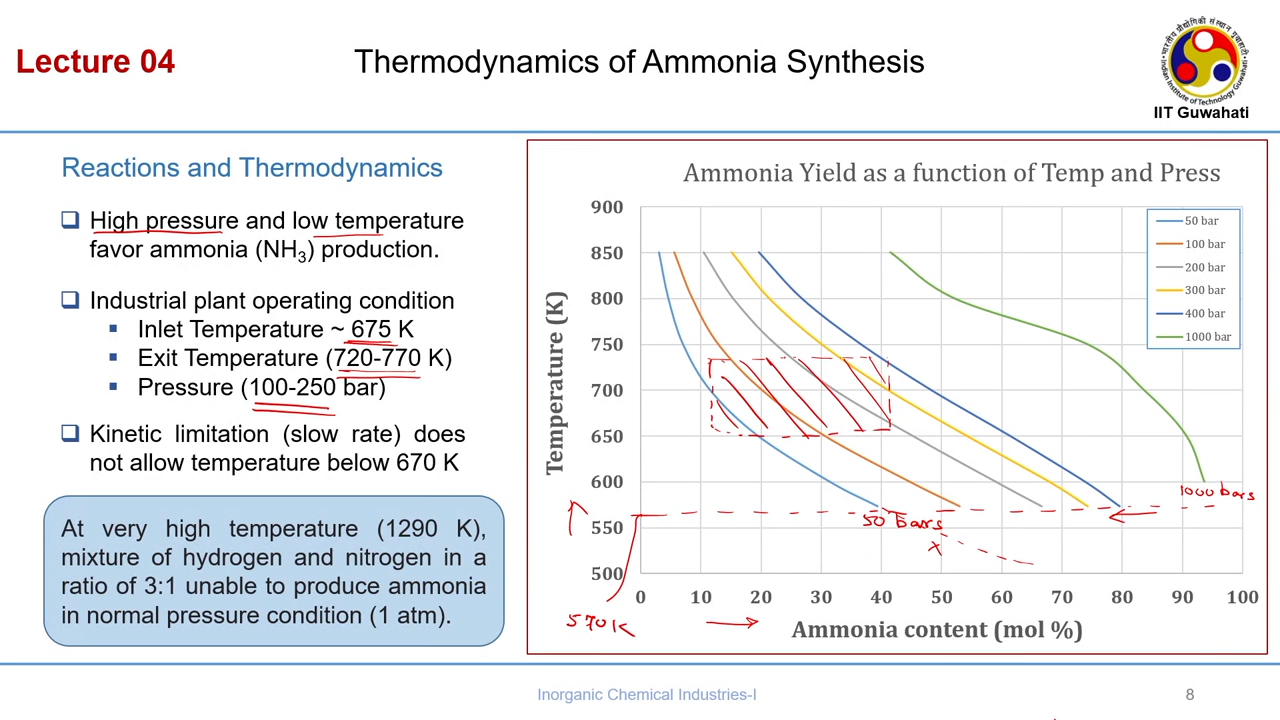 Lecture 04
Thermodynamics of Ammonia Synthesis
IIT Guwahati
Reactions and Thermodynamics
❑ High pressure and low temperature
favor ammonia (NH3) production.
❑ Industrial plant operating condition
▪ Inlet Temperature ~ 675 K
▪ Exit Temperature (720-770 K)
▪ Pressure (100-250 bar)
❑ Kinetic limitation (slow rate) does
not allow temperature below 670 K
At very high temperature (1290 K),
mixture of hydrogen and nitrogen in a
ratio of 3:1 unable to produce ammonia
in normal pressure condition (1 atm).
Ammonia Yield as a function of Temp and Press
Temperature (K)
900
850
800
750
700
650
600
550
500
50 bar
100 bar
200 bar
300 bar
400 bar
1000 bar
1000 bars
50 bars
x
570K
0 10 20 30 40 50 60 70 80 90 100
Ammonia content (mol %)
Inorganic Chemical Industries-I
8